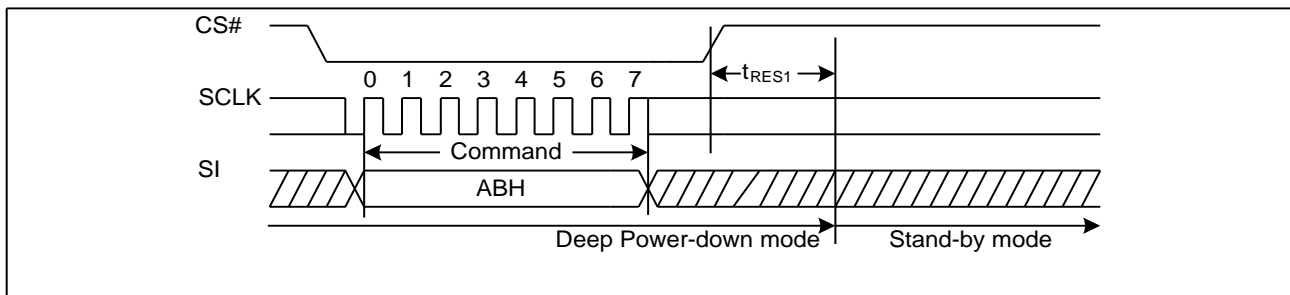 CS#
tRES1
0 1 2 3 4 5 6 7
SCLK
Command
SI
ABH
Deep Power-down mode Stand-by mode